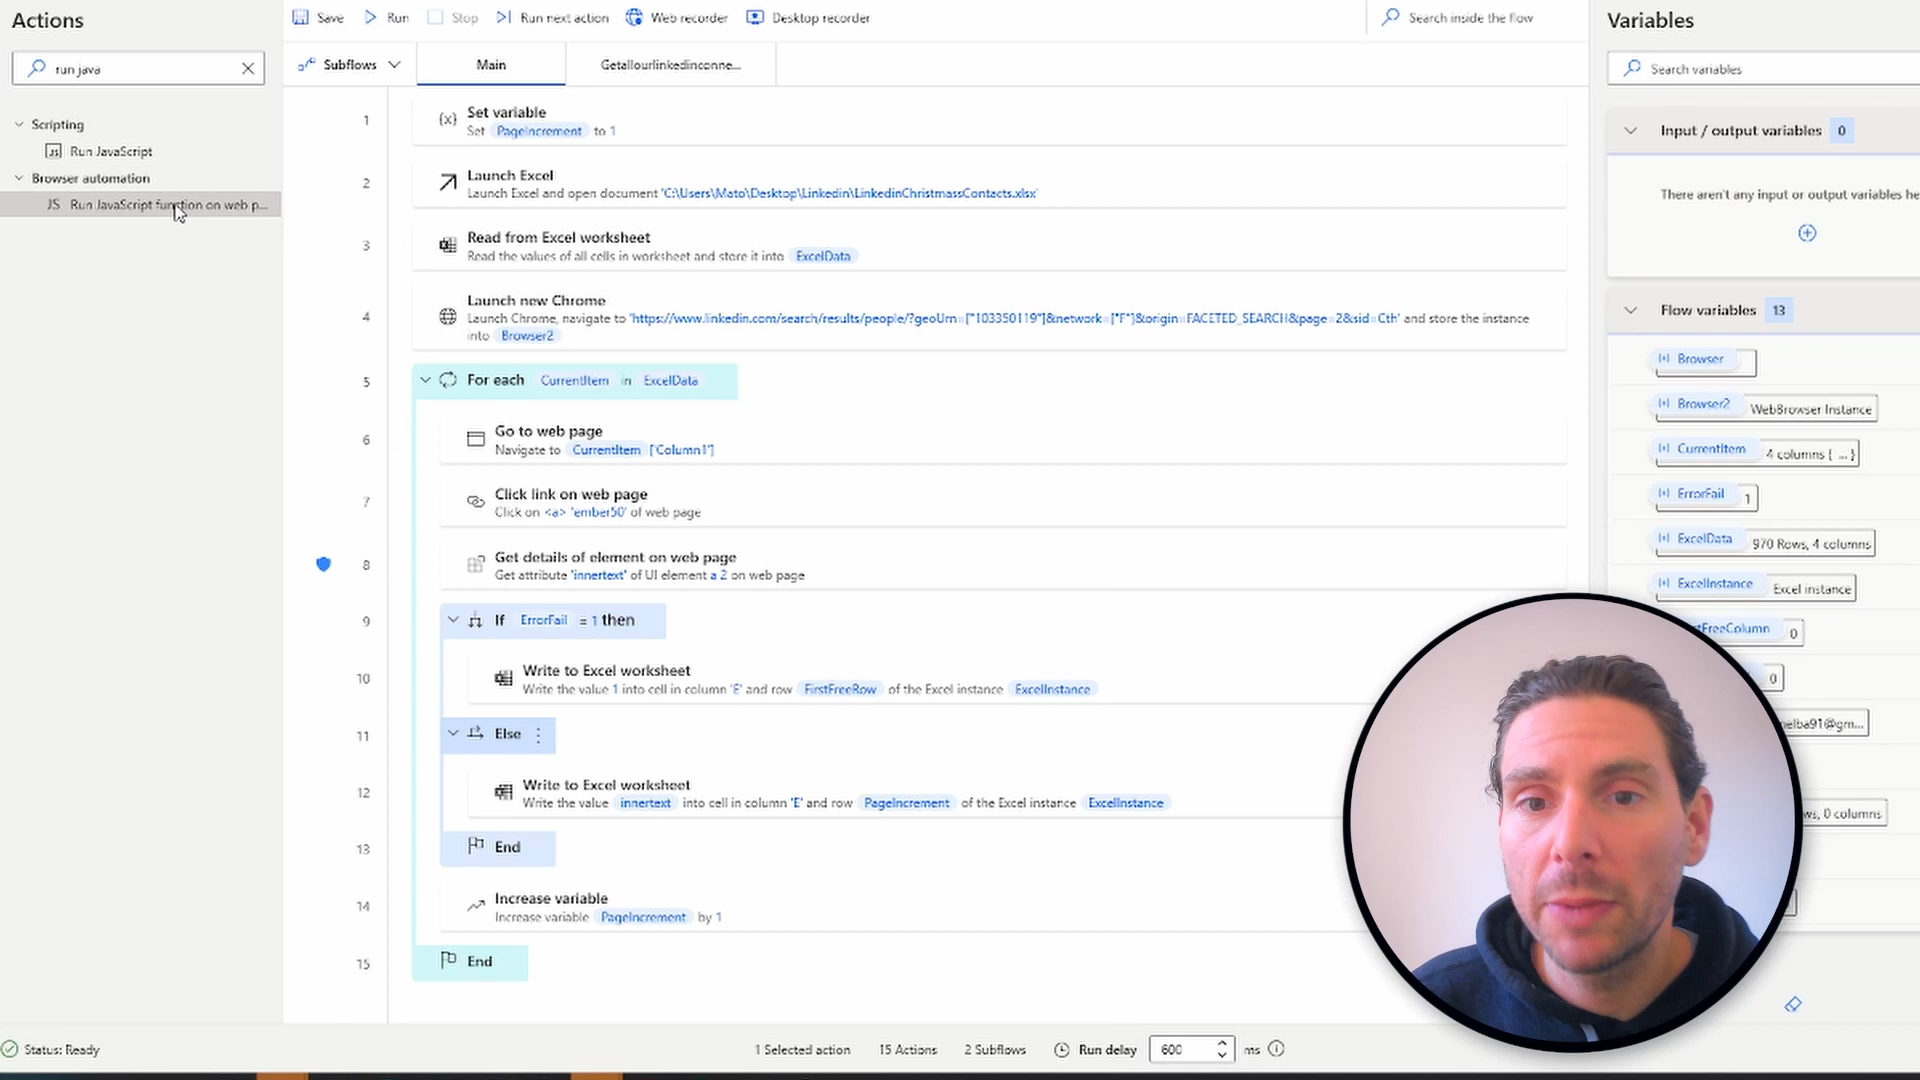 Actions
run java
Scripting
Run JavaScript
Browser automation
Run JavaScript function on web p...
Save
Run
Stop
Run next action
Web recorder
Desktop recorder
Search inside the flow
Subflows
Main
Getallourlinkedinconne...
1
Set variable
Set PageIncrement to 1
2
Launch Excel
Launch Excel and open document 'C:\Users\Mato\Desktop\Linkedin\LinkedinChristmassContacts.xlsx'
3
Read from Excel worksheet
Read the values of all cells in worksheet and store it into ExcelData
4
Launch new Chrome
Launch Chrome, navigate to 'https://www.linkedin.com/search/results/people/?geoUrn=["103350119"]&network=["F"]&origin=FACETED_SEARCH&page=2&sid=Cth' and store the instance
into Browser2
5
For each CurrentItem in ExcelData
6
Go to web page
Navigate to CurrentItem ['Column1']
7
Click link on web page
Click on <a> 'ember50' of web page
8
Get details of element on web page
Get attribute 'innertext' of UI element a 2 on web page
9
If ErrorFail = 1 then
10
Write to Excel worksheet
Write the value 1 into cell in column 'E' and row FirstFreeRow of the Excel instance ExcelInstance
11
Else
12
Write to Excel worksheet
Write the value innertext into cell in column 'E' and row PageIncrement of the Excel instance ExcelInstance
13
End
14
Increase variable
Increase variable PageIncrement by 1
15
End
Variables
Search variables
Input / output variables 0
There aren't any input or output variables he
Flow variables 13
Browser
Browser2 WebBrowser Instance
CurrentItem 4 columns { ... }
ErrorFail 1
ExcelData 970 Rows, 4 columns
ExcelInstance Excel instance
stFreeColumn 0
0
nelba91@gm...
ws, 0 columns
Status: Ready
1 Selected action
15 Actions
2 Subflows
Run delay 600 ms